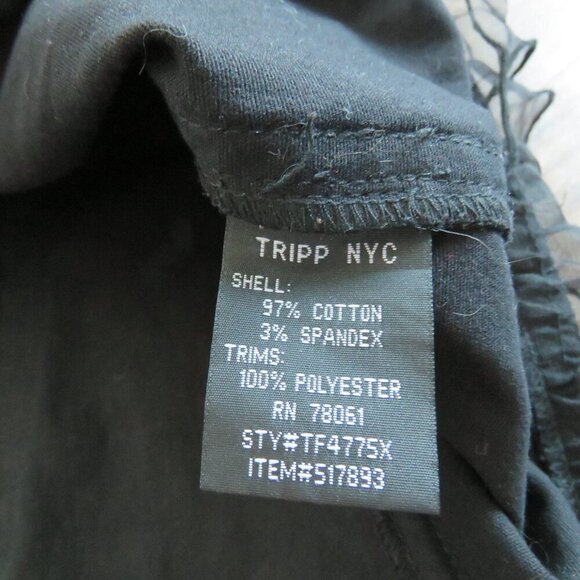 TRIPP NYC
SHELL:
97% COTTON
3% SPANDEX
TRIMS:
100% POLYESTER
RN 78061
STY#TF4775X
ITEM#517893